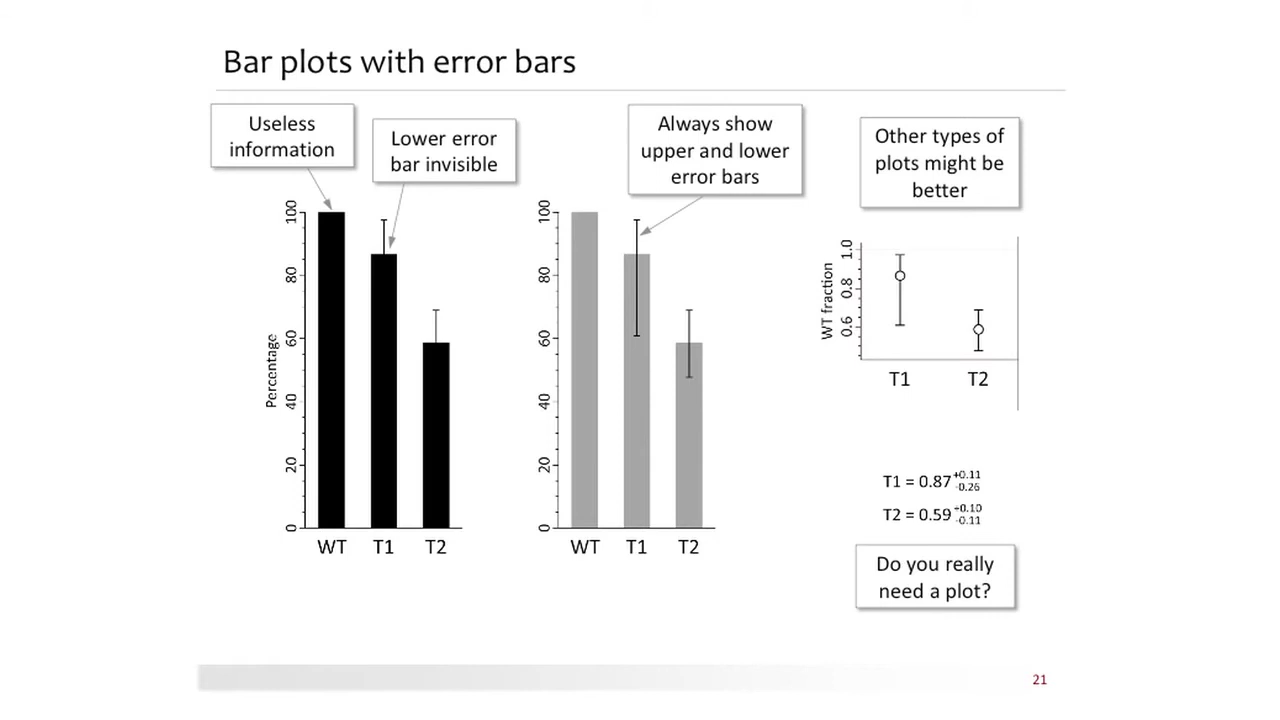 Bar plots with error bars
Useless
information
Lower error
bar invisible
Always show
upper and lower
error bars
Other types of
plots might be
better
Percentage
100
80
60
40
20
0
WT T1 T2
100
80
60
40
20
0
WT T1 T2
WT fraction
1.0
0.8
0.6
T1 T2
T1 = 0.87 +0.11 -0.26
T2 = 0.59 +0.10 -0.11
Do you really
need a plot?
21